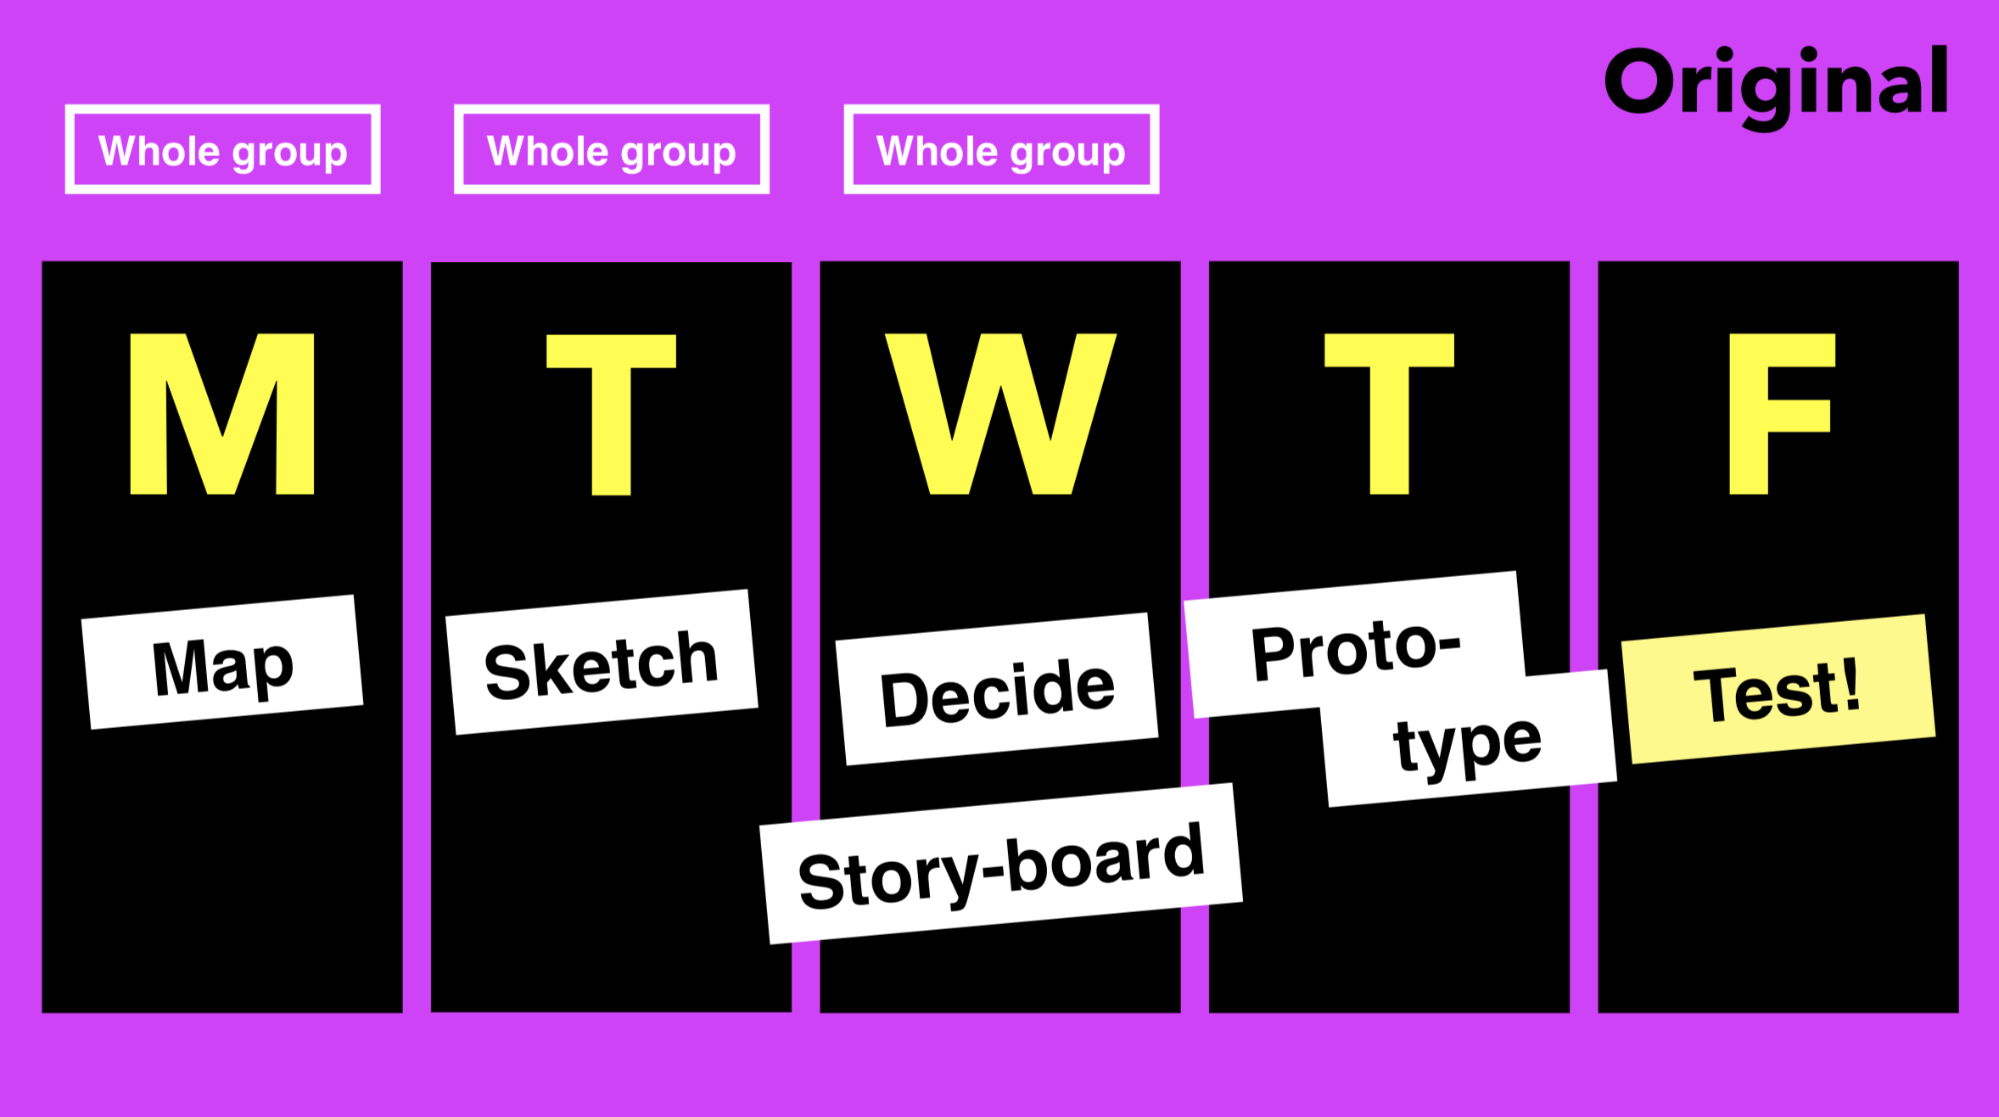 Original
Whole group
Whole group
Whole group
M
T
W
T
F
Map
Sketch
Decide
Story-board
Proto-
type
Test!